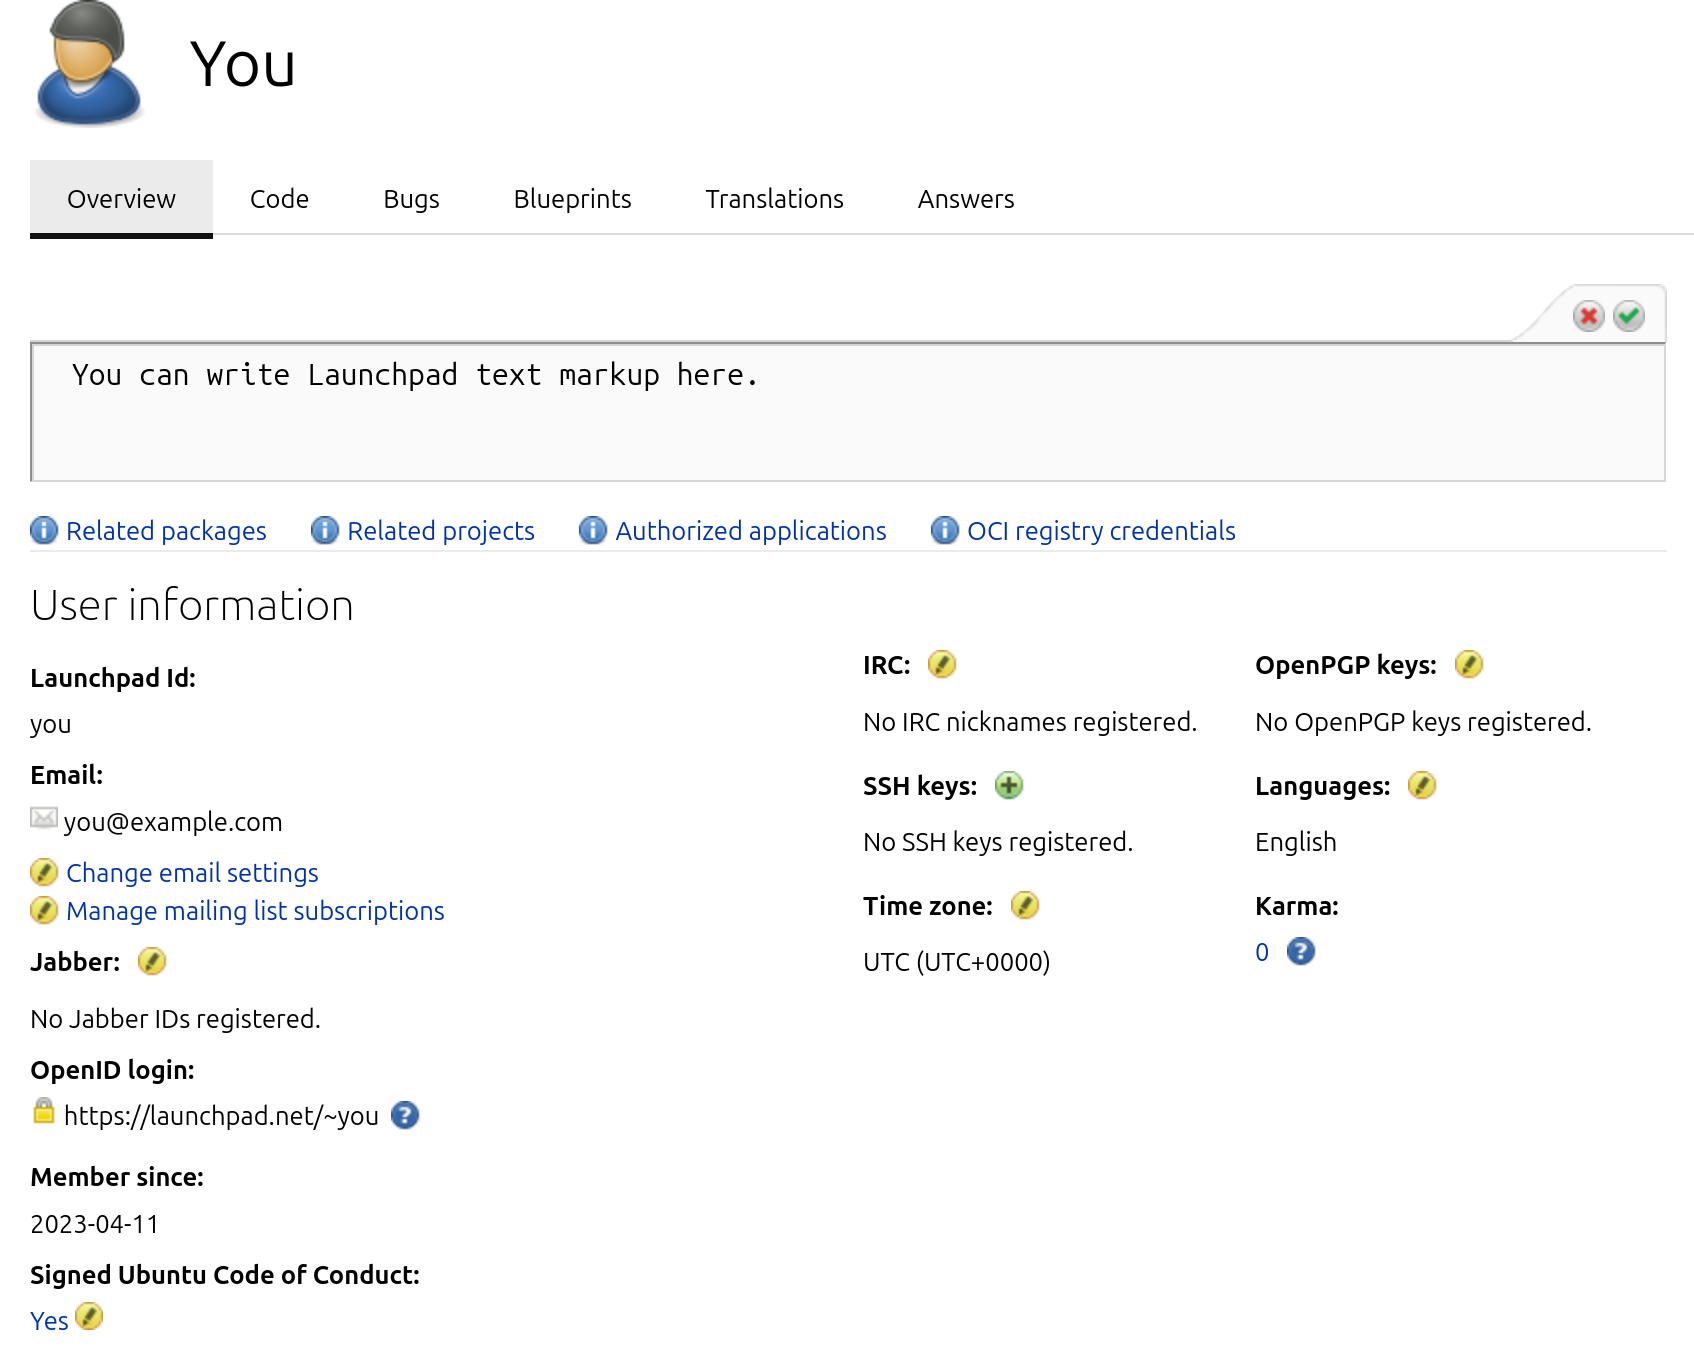 You
Overview Code Bugs Blueprints Translations Answers
You can write Launchpad text markup here.
Related packages Related projects Authorized applications OCI registry credentials
User information
Launchpad Id:
you
Email:
you@example.com
Change email settings
Manage mailing list subscriptions
Jabber:
No Jabber IDs registered.
OpenID login:
https://launchpad.net/~you
Member since:
2023-04-11
Signed Ubuntu Code of Conduct:
Yes
IRC:
No IRC nicknames registered.
SSH keys:
No SSH keys registered.
Time zone:
UTC (UTC+0000)
OpenPGP keys:
No OpenPGP keys registered.
Languages:
English
Karma:
0